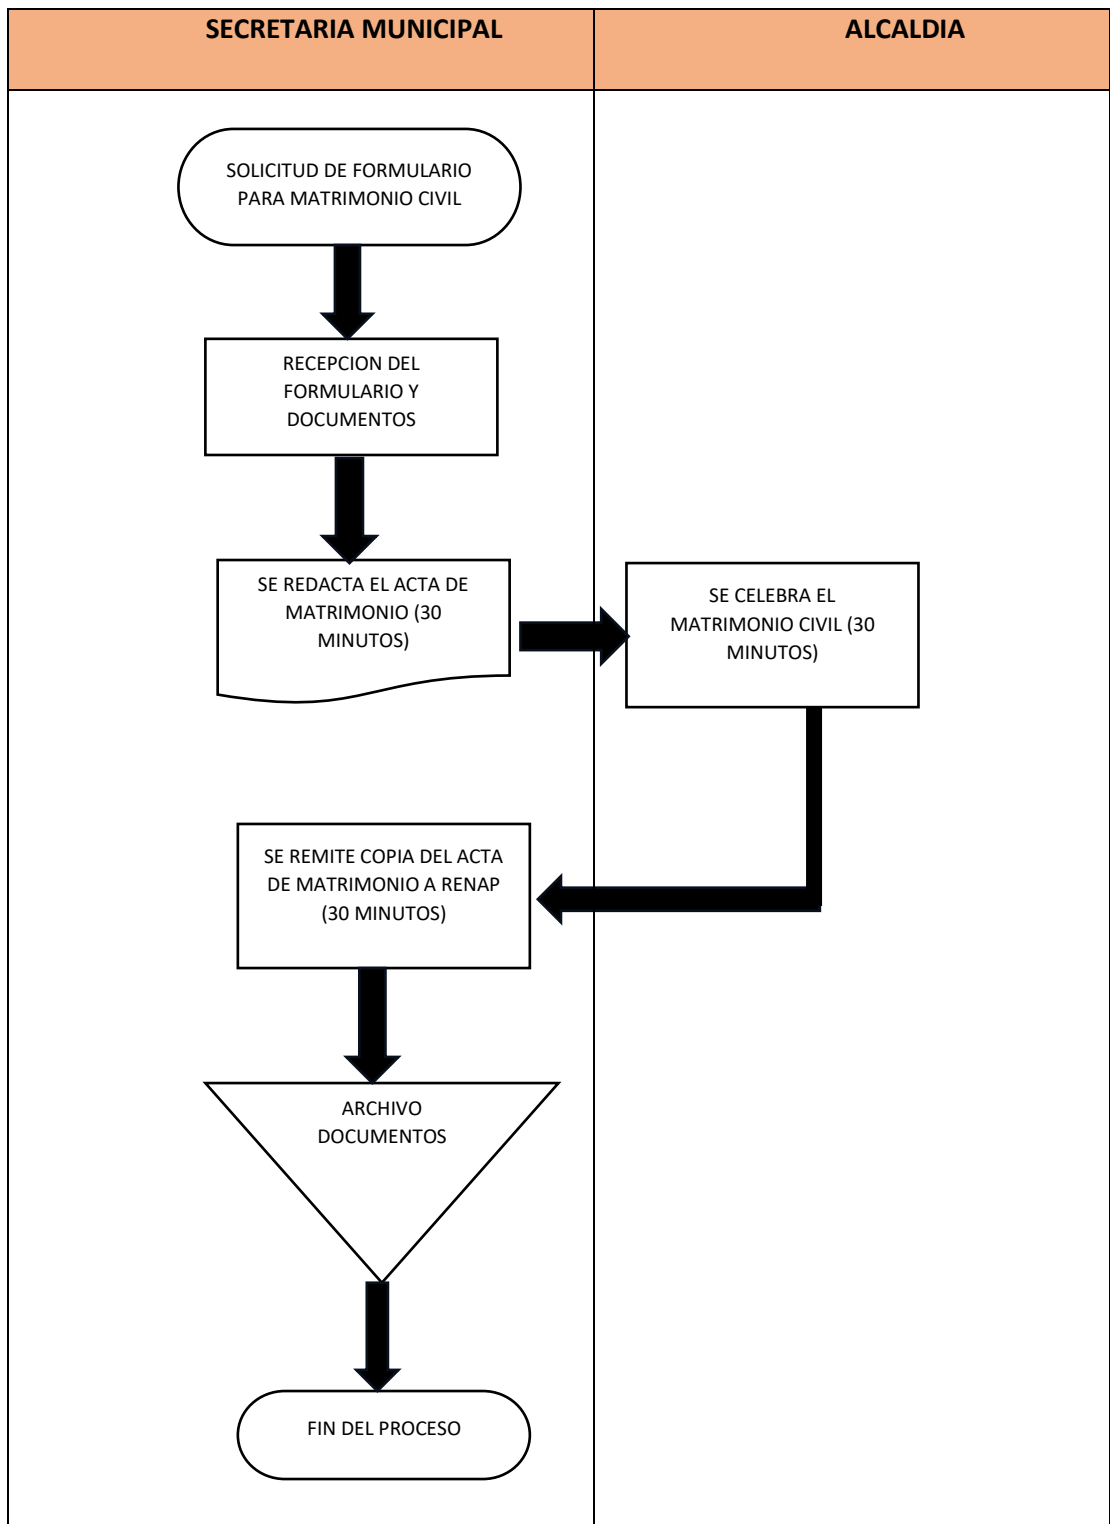 SECRETARIA MUNICIPAL
ALCALDIA
SOLICITUD DE FORMULARIO
PARA MATRIMONIO CIVIL
RECEPCION DEL
FORMULARIO Y
DOCUMENTOS
SE REDACTA EL ACTA DE
MATRIMONIO (30
MINUTOS)
SE CELEBRA EL
MATRIMONIO CIVIL (30
MINUTOS)
SE REMITE COPIA DEL ACTA
DE MATRIMONIO A RENAP
(30 MINUTOS)
ARCHIVO
DOCUMENTOS
FIN DEL PROCESO